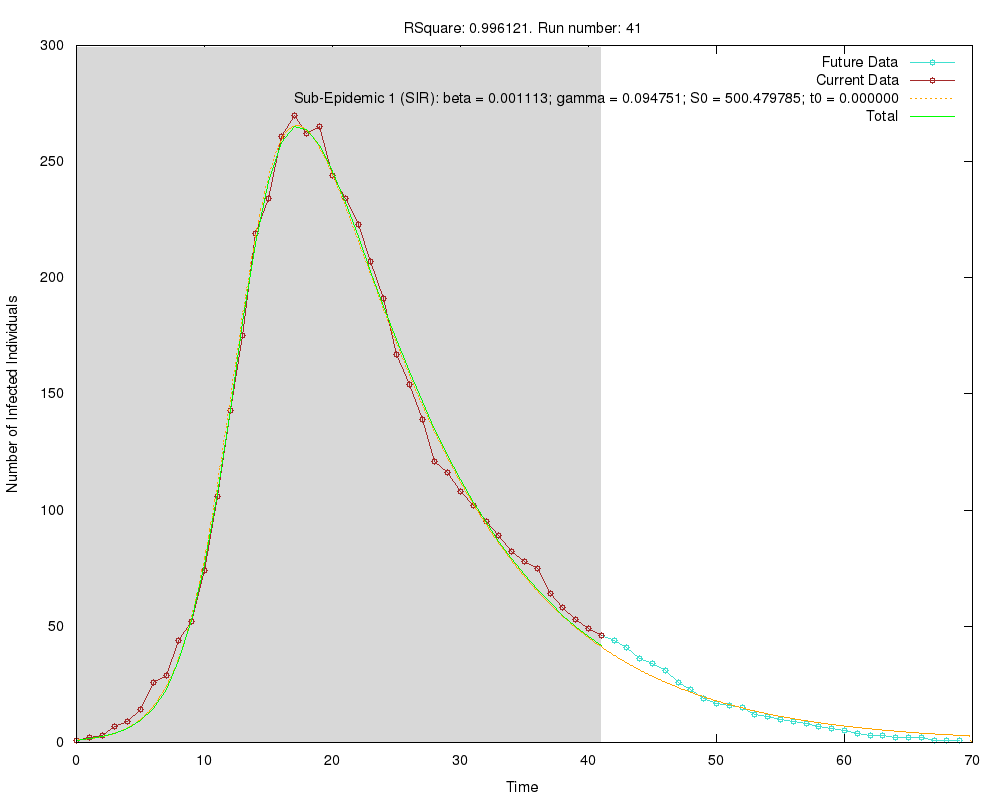 RSquare: 0.996121. Run number: 41
300
250
200
150
100
50
0
Number of Infected Individuals
Future Data
Current Data
Sub-Epidemic 1 (SIR): beta = 0.001113; gamma = 0.094751; S0 = 500.479785; t0 = 0.000000
Total
0 10 20 30 40 50 60 70
Time